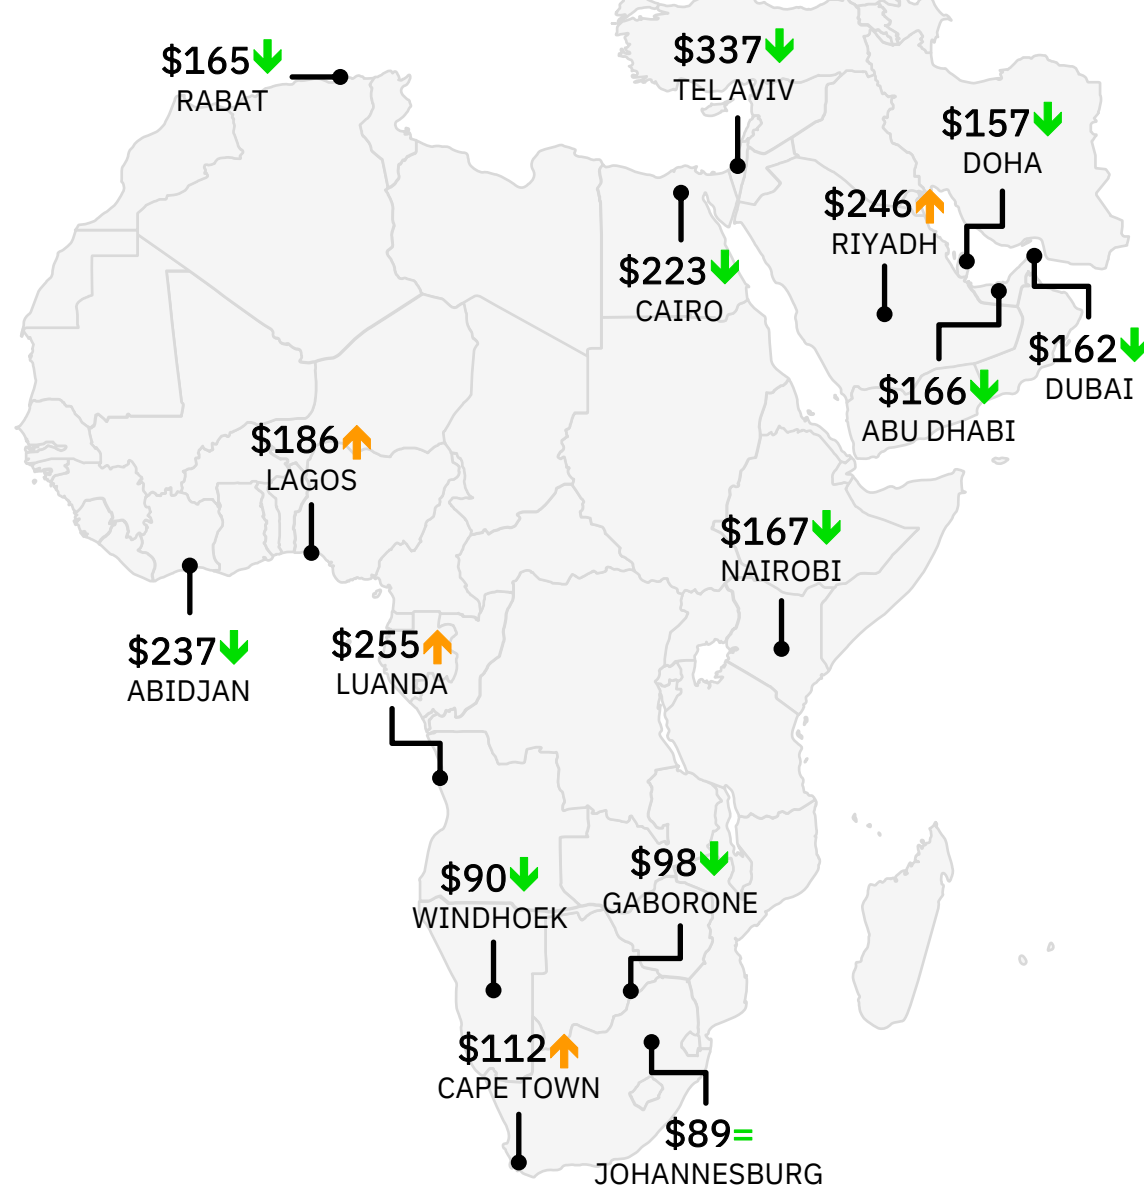 $165
RABAT
$337
TEL AVIV
$157
DOHA
$246
RIYADH
$223
CAIRO
$162
DUBAI
$166
ABU DHABI
$186
LAGOS
$167
NAIROBI
$237
ABIDJAN
$255
LUANDA
$90
WINDHOEK
$98
GABORONE
$112
CAPE TOWN
$89=
JOHANNESBURG